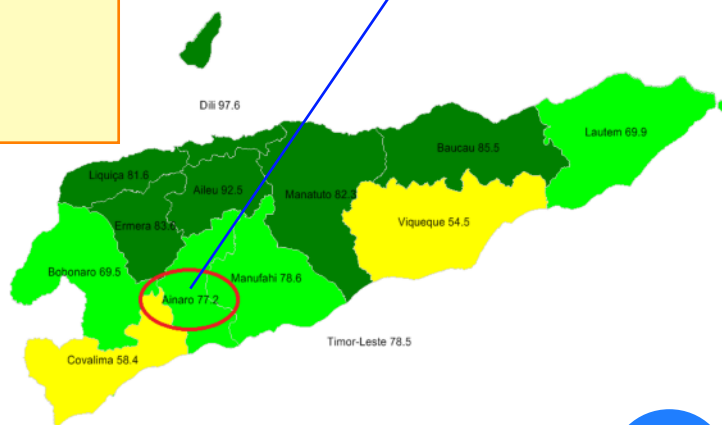 Dili 97.6
Lautem 69.9
Baucau 85.5
Liquiça 81.6
Aileu 92.5
Manatuto 82.
Ermera 83.
Viqueque 54.5
Bobonaro 69.5
Manufahi 78.6
Ainaro 77.2
Timor-Leste 78.5
Covalima 58.4